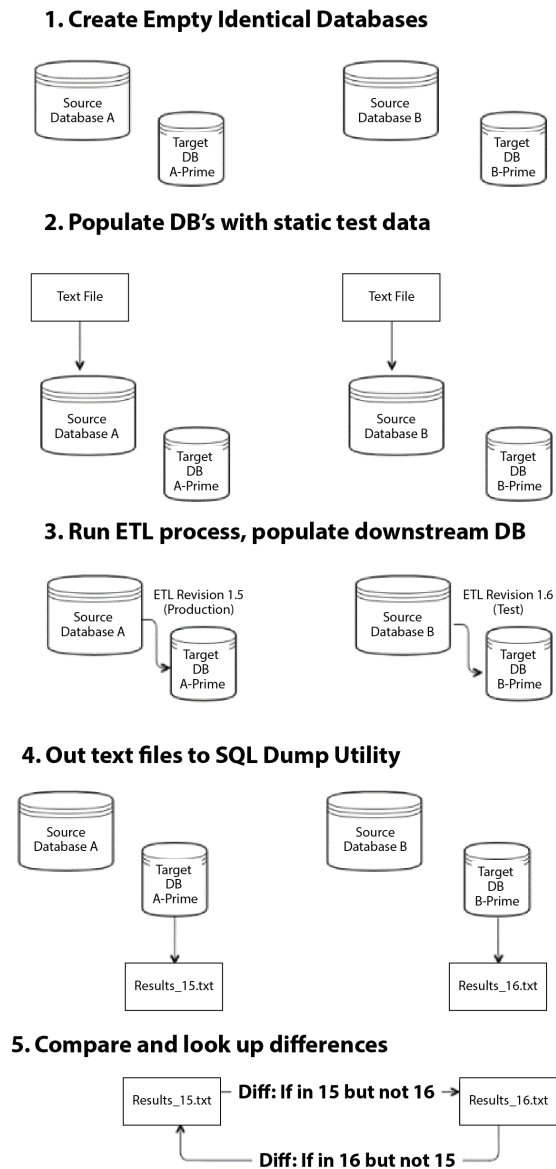 1. Create Empty Identical Databases
Source
Database A
Target
DB
A-Prime
Source
Database B
Target
DB
B-Prime
2. Populate DB's with static test data
Text File
Source
Database A
Target
DB
A-Prime
Text File
Source
Database B
Target
DB
B-Prime
3. Run ETL process, populate downstream DB
Source
Database A
ETL Revision 1.5
(Production)
Target
DB
A-Prime
Source
Database B
ETL Revision 1.6
(Test)
Target
DB
B-Prime
4. Out text files to SQL Dump Utility
Source
Database A
Target
DB
A-Prime
Results_15.txt
Source
Database B
Target
DB
B-Prime
Results_16.txt
5. Compare and look up differences
Results_15.txt
Diff: If in 15 but not 16
Results_16.txt
Diff: If in 16 but not 15